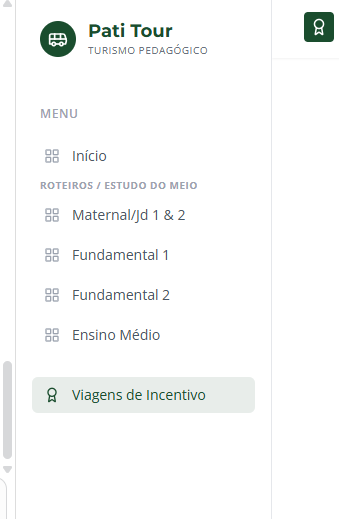 Pati Tour
TURISMO PEDAGÓGICO
MENU
Início
ROTEIROS / ESTUDO DO MEIO
Maternal/Jd 1 & 2
Fundamental 1
Fundamental 2
Ensino Médio
Viagens de Incentivo